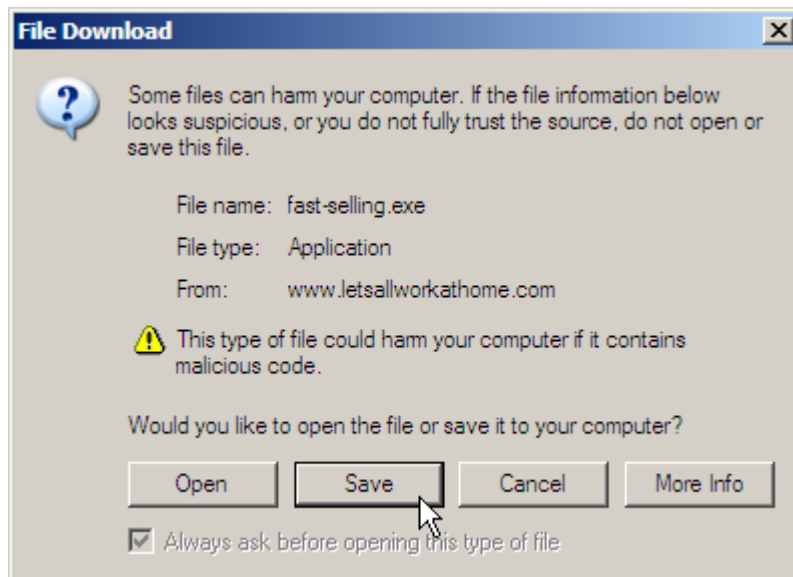 File Download
Some files can harm your computer. If the file information below
looks suspicious, or you do not fully trust the source, do not open or
save this file.
File name: fast-selling.exe
File type: Application
From: www.letsallworkathome.com
This type of file could harm your computer if it contains
malicious code.
Would you like to open the file or save it to your computer?
Open Save Cancel More Info
Always ask before opening this type of file